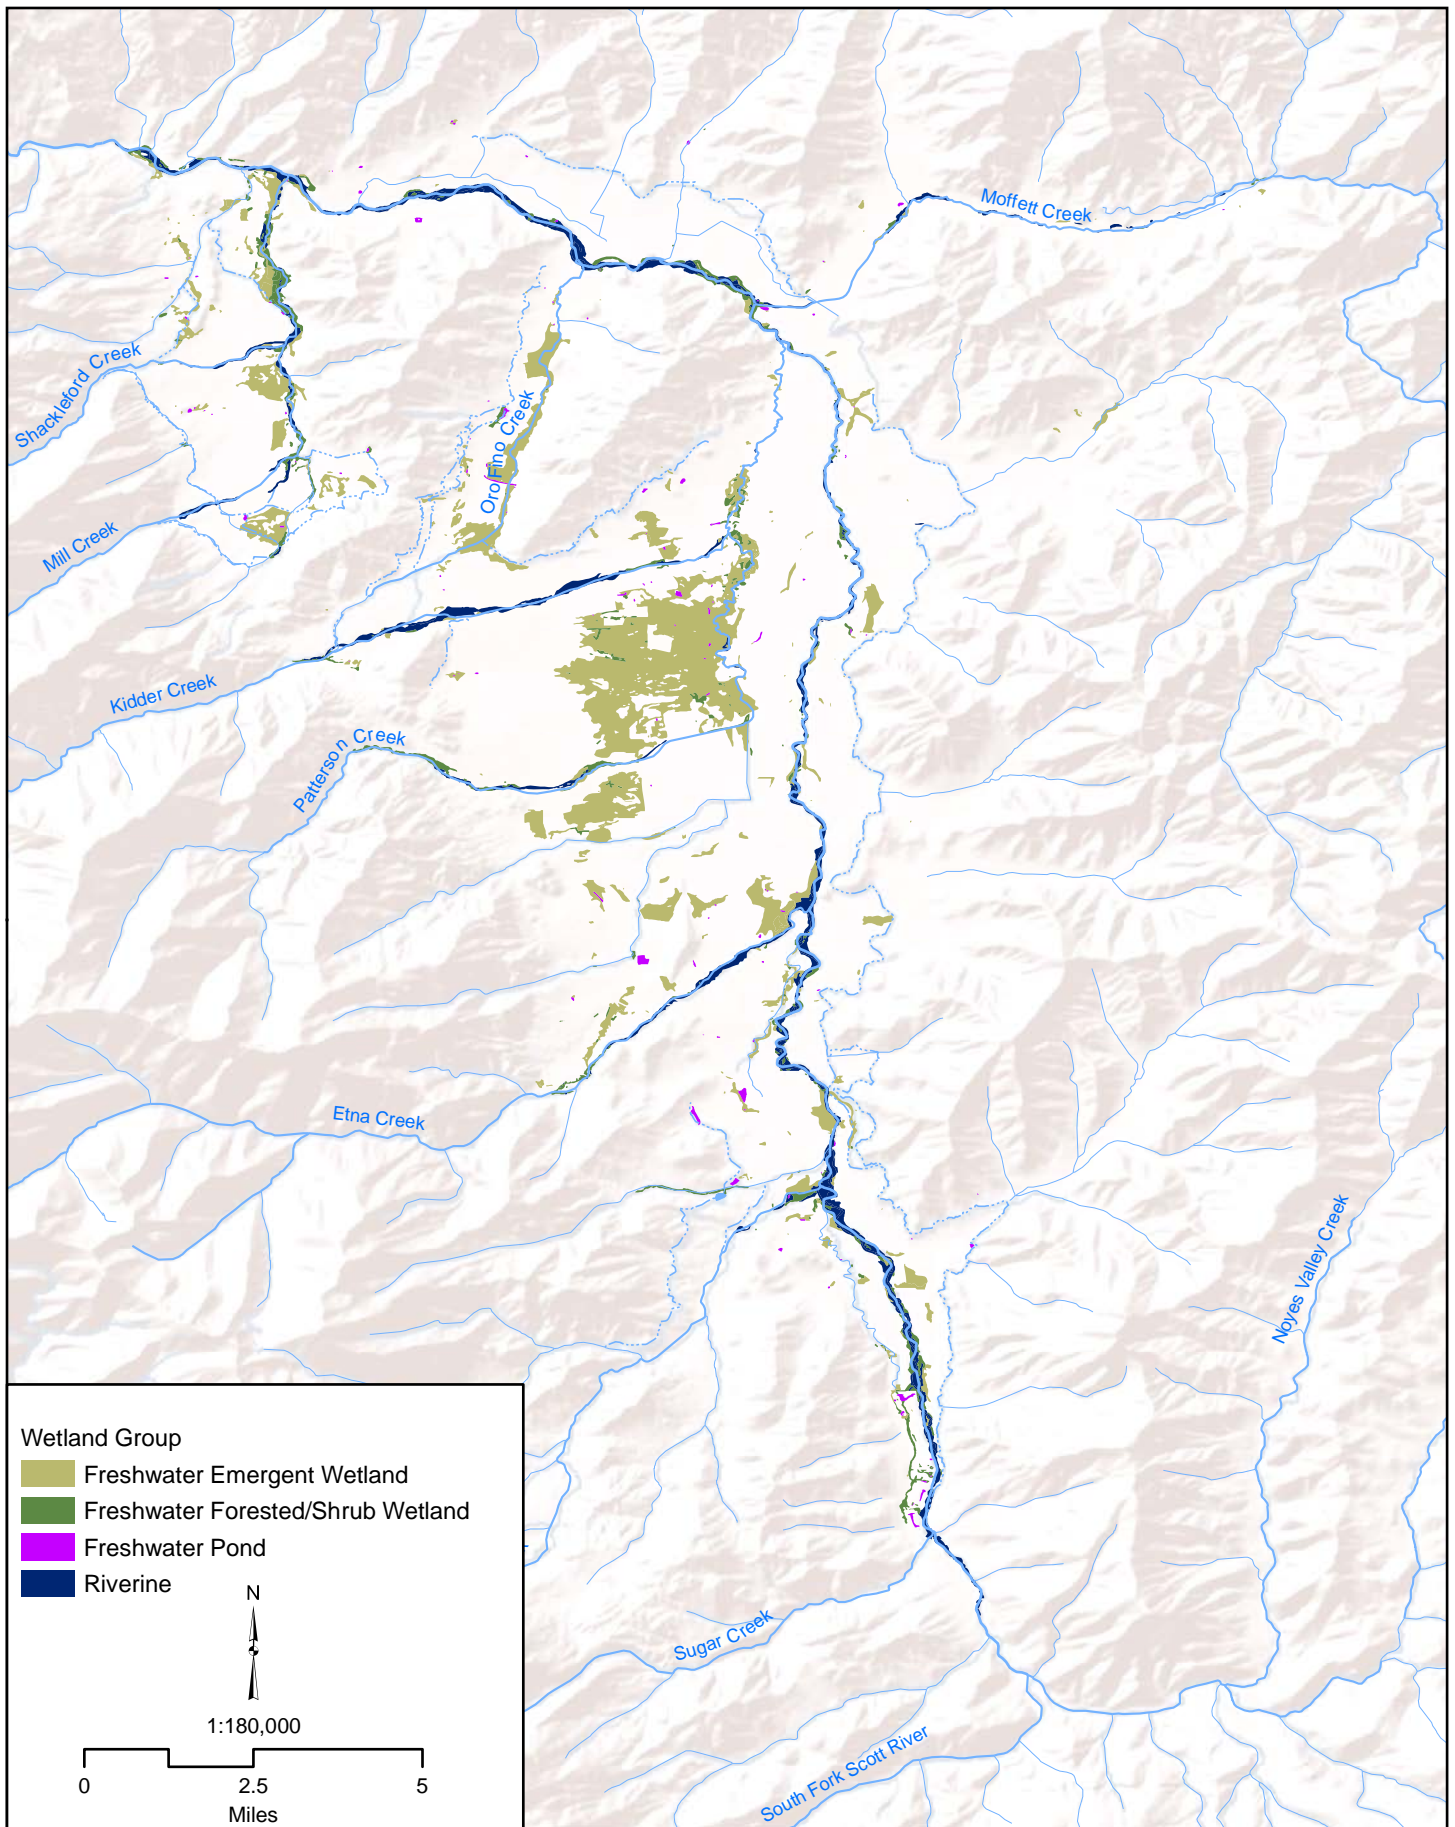 Moffett Creek
Shackleford Creek
Oro Fino Creek
Mill Creek
Kidder Creek
Patterson Creek
Etna Creek
Noyes Valley Creek
Sugar Creek
South Fork Scott River
Wetland Group
Freshwater Emergent Wetland
Freshwater Forested/Shrub Wetland
Freshwater Pond
Riverine
N
1:180,000
0 2.5 5
Miles